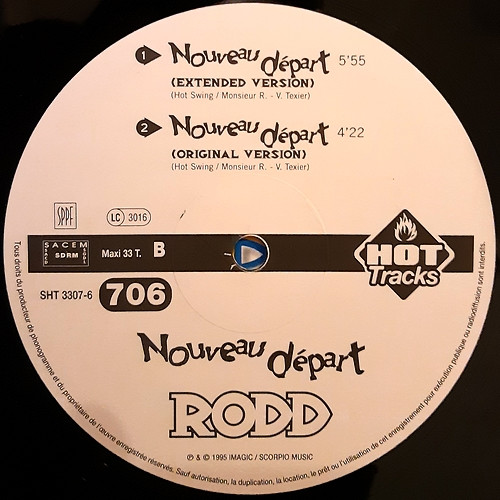 1 Nouveau départ 5'55
(EXTENDED VERSION)
(Hot Swing / Monsieur R. - V. Texier)
2 Nouveau départ 4'22
(ORIGINAL VERSION)
(Hot Swing / Monsieur R. - V. Texier)
SPPF
LC 3016
SACEM
SDRM
Maxi 33 T. B
HOT
Tracks
SHT 3307-6 706
Nouveau départ
RODD
℗ & © 1995 IMAGIC / SCORPIO MUSIC
Tous droits du producteur de phonogramme et du propriétaire de l'œuvre enregistrée réservés. Sauf autorisation, la duplication, la location, le prêt ou l'utilisation de cet enregistrement pour exécution publique ou radiodiffusion sont interdits.